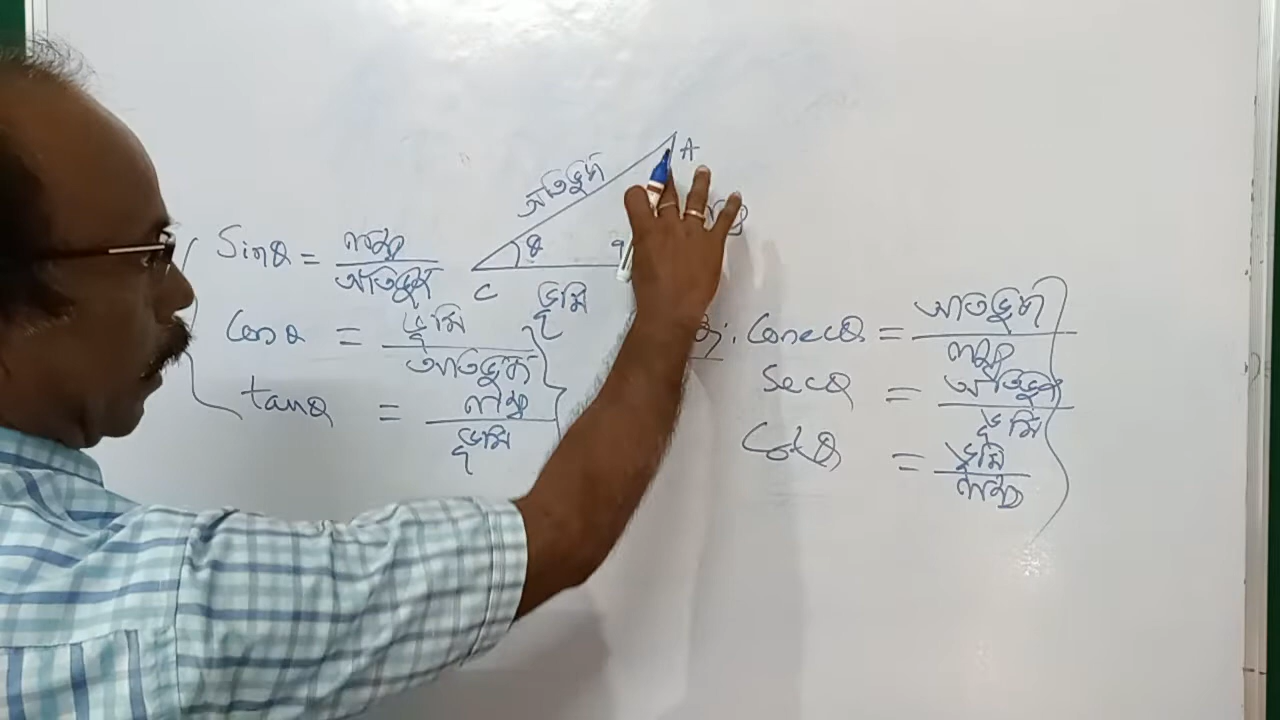 A
অতিভুজ
লম্ব
θ
C
ভূমি
Sinθ = লম্ব / অতিভুজ
Cosθ = ভূমি / অতিভুজ
tanθ = লম্ব / ভূমি
Cosecθ = অতিভুজ / লম্ব
Secθ = অতিভুজ / ভূমি
Cotθ = ভূমি / লম্ব